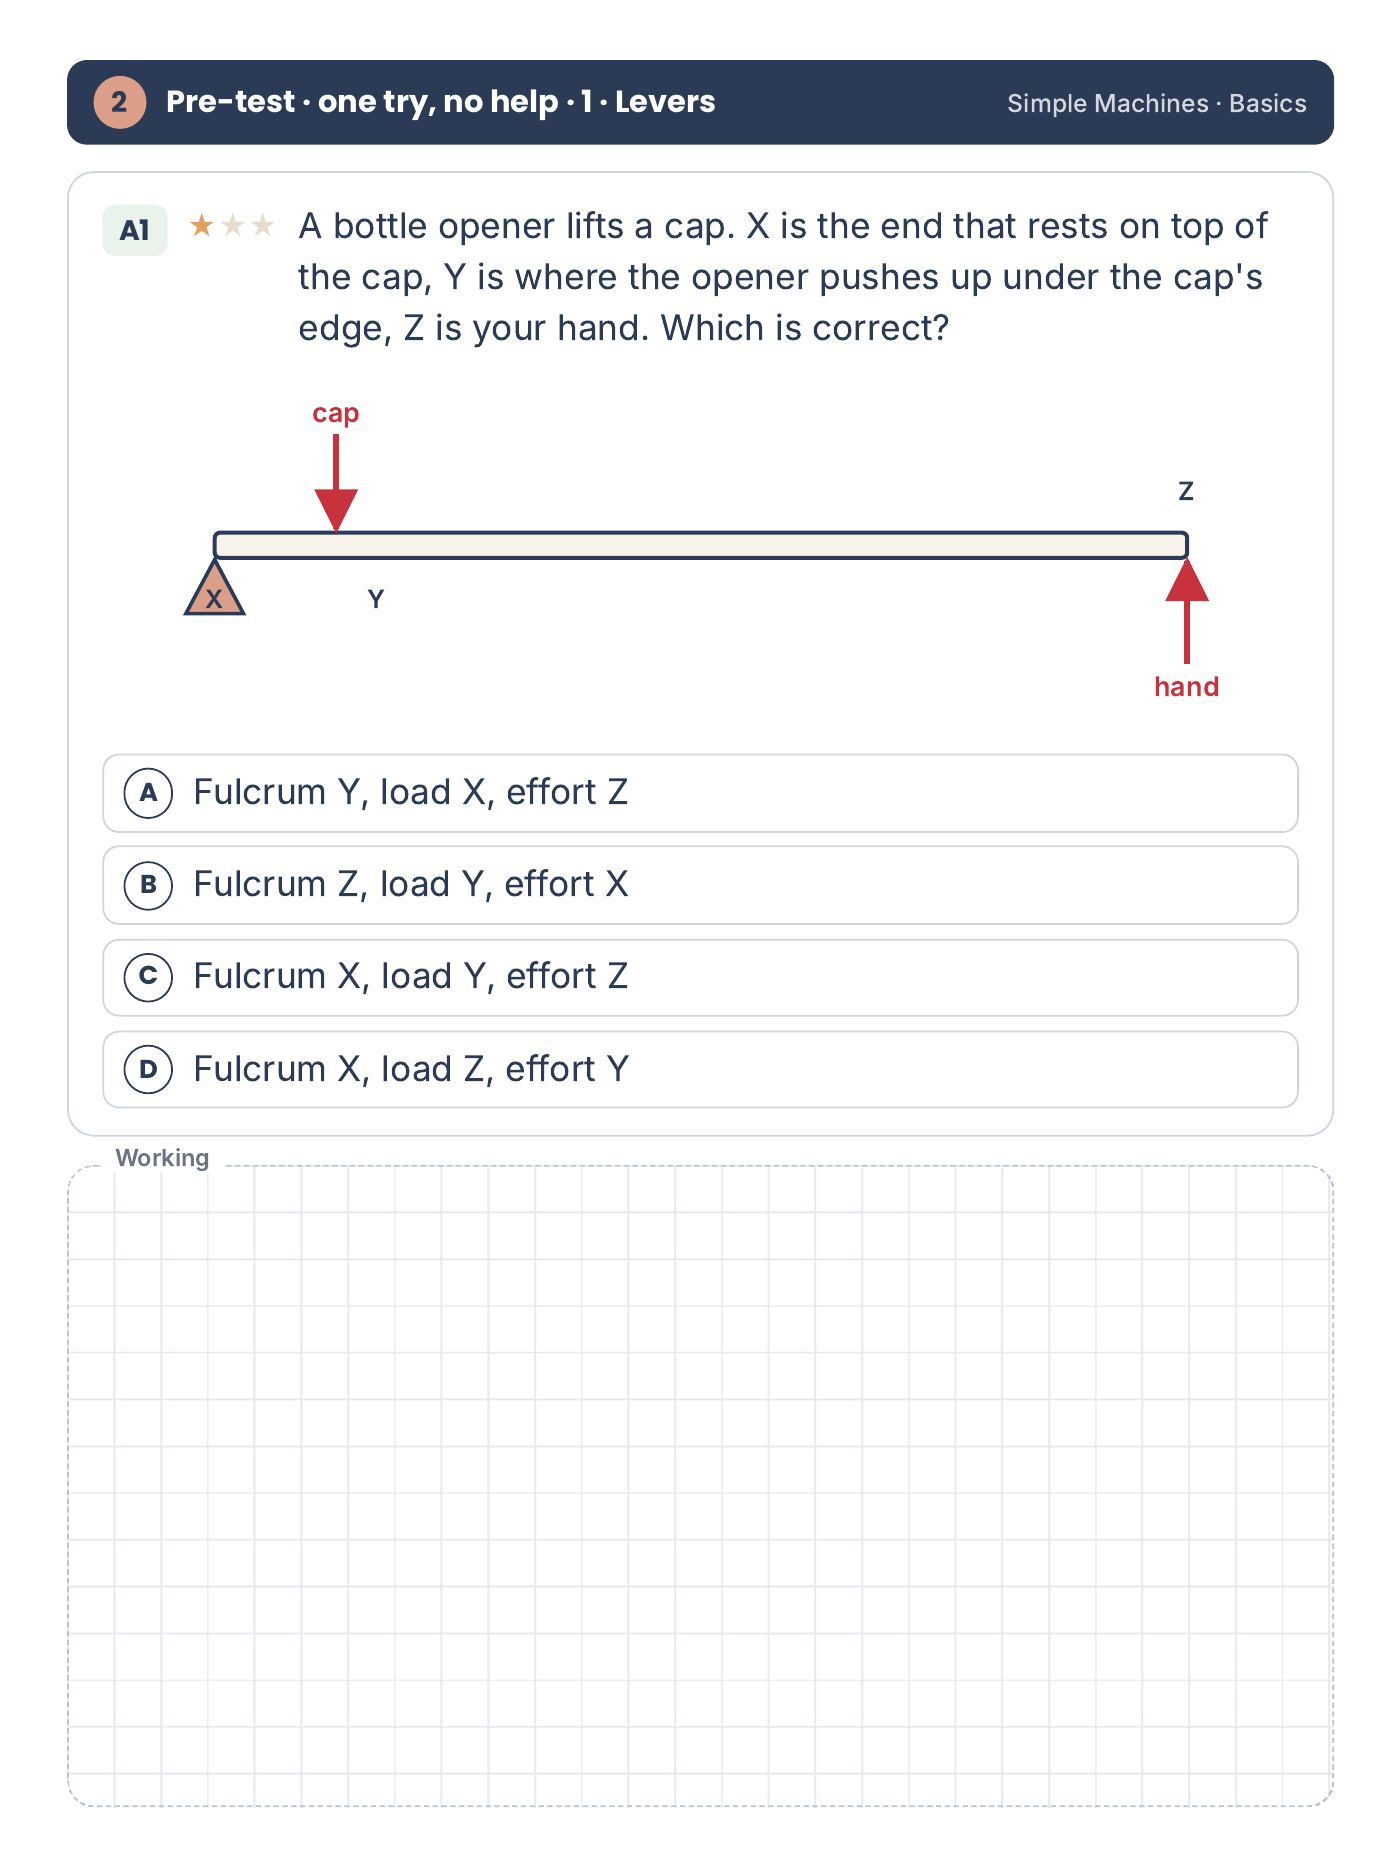 2 Pre-test · one try, no help · 1 · Levers
Simple Machines · Basics
A1 ★★★ A bottle opener lifts a cap. X is the end that rests on top of
the cap, Y is where the opener pushes up under the cap's
edge, Z is your hand. Which is correct?
cap
Z
X
Y
hand
A Fulcrum Y, load X, effort Z
B Fulcrum Z, load Y, effort X
C Fulcrum X, load Y, effort Z
D Fulcrum X, load Z, effort Y
Working